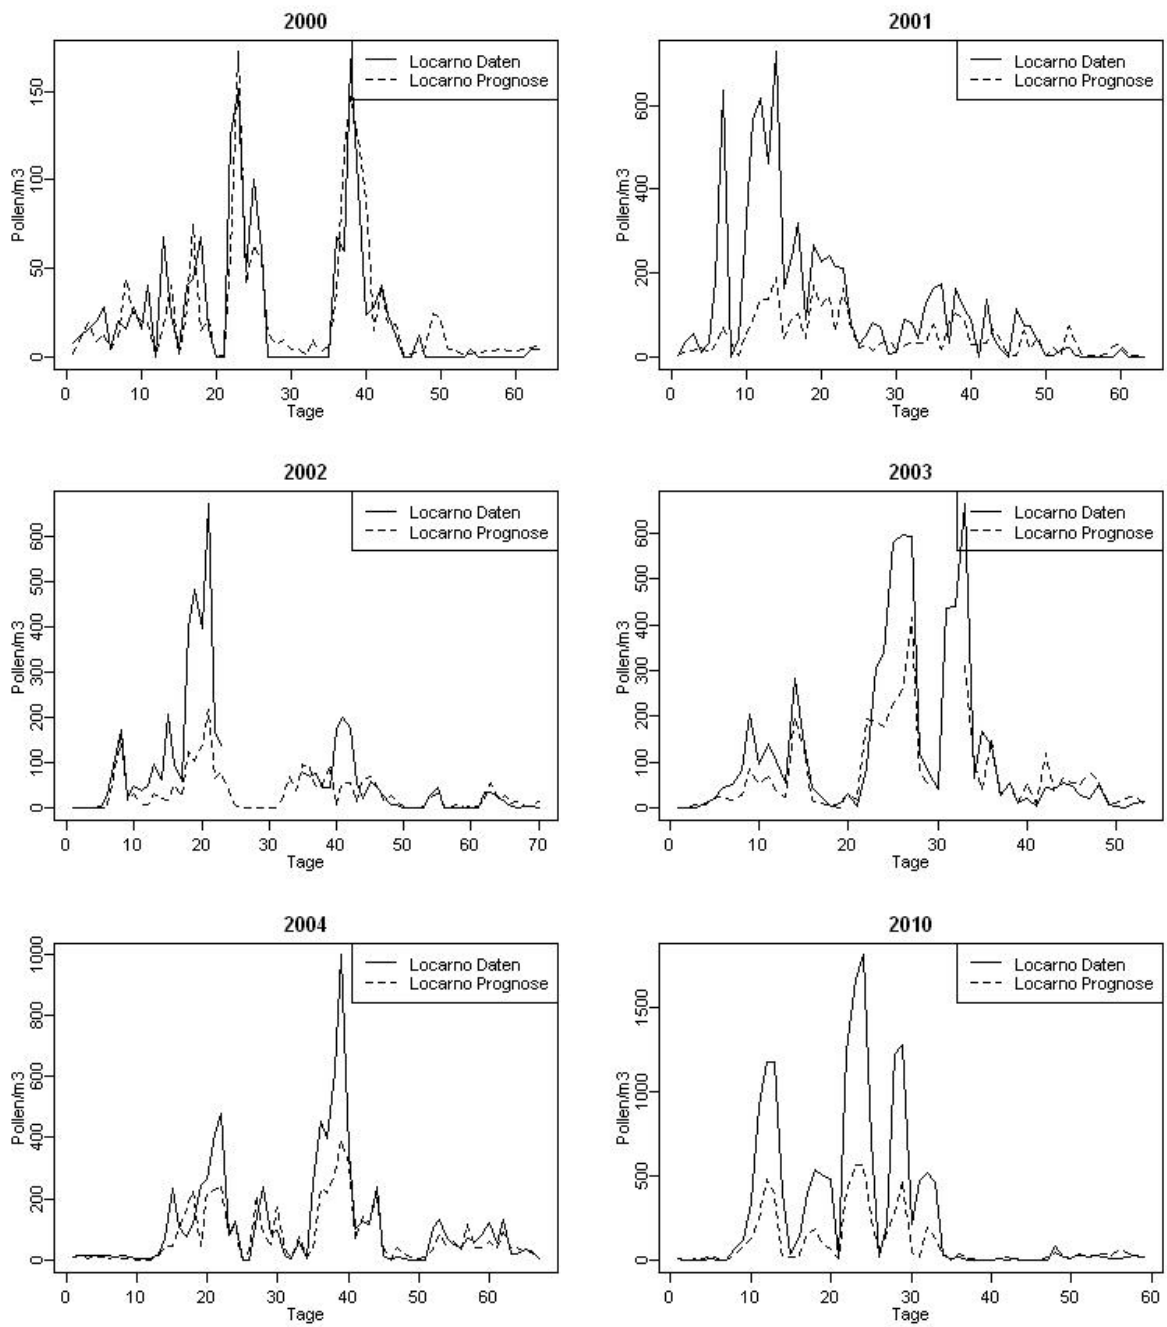 2000
Locarno Daten
Locarno Prognose
Pollen/m3
0 50 100 150
0 10 20 30 40 50 60
Tage
2001
Locarno Daten
Locarno Prognose
Pollen/m3
0 200 400 600
0 10 20 30 40 50 60
Tage
2002
Locarno Daten
Locarno Prognose
Pollen/m3
0 100 200 300 400 500 600
0 10 20 30 40 50 60 70
Tage
2003
Locarno Daten
Locarno Prognose
Pollen/m3
0 100 200 300 400 500 600
0 10 20 30 40 50
Tage
2004
Locarno Daten
Locarno Prognose
Pollen/m3
0 200 400 600 800 1000
0 10 20 30 40 50 60
Tage
2010
Locarno Daten
Locarno Prognose
Pollen/m3
0 500 1000 1500
0 10 20 30 40 50 60
Tage